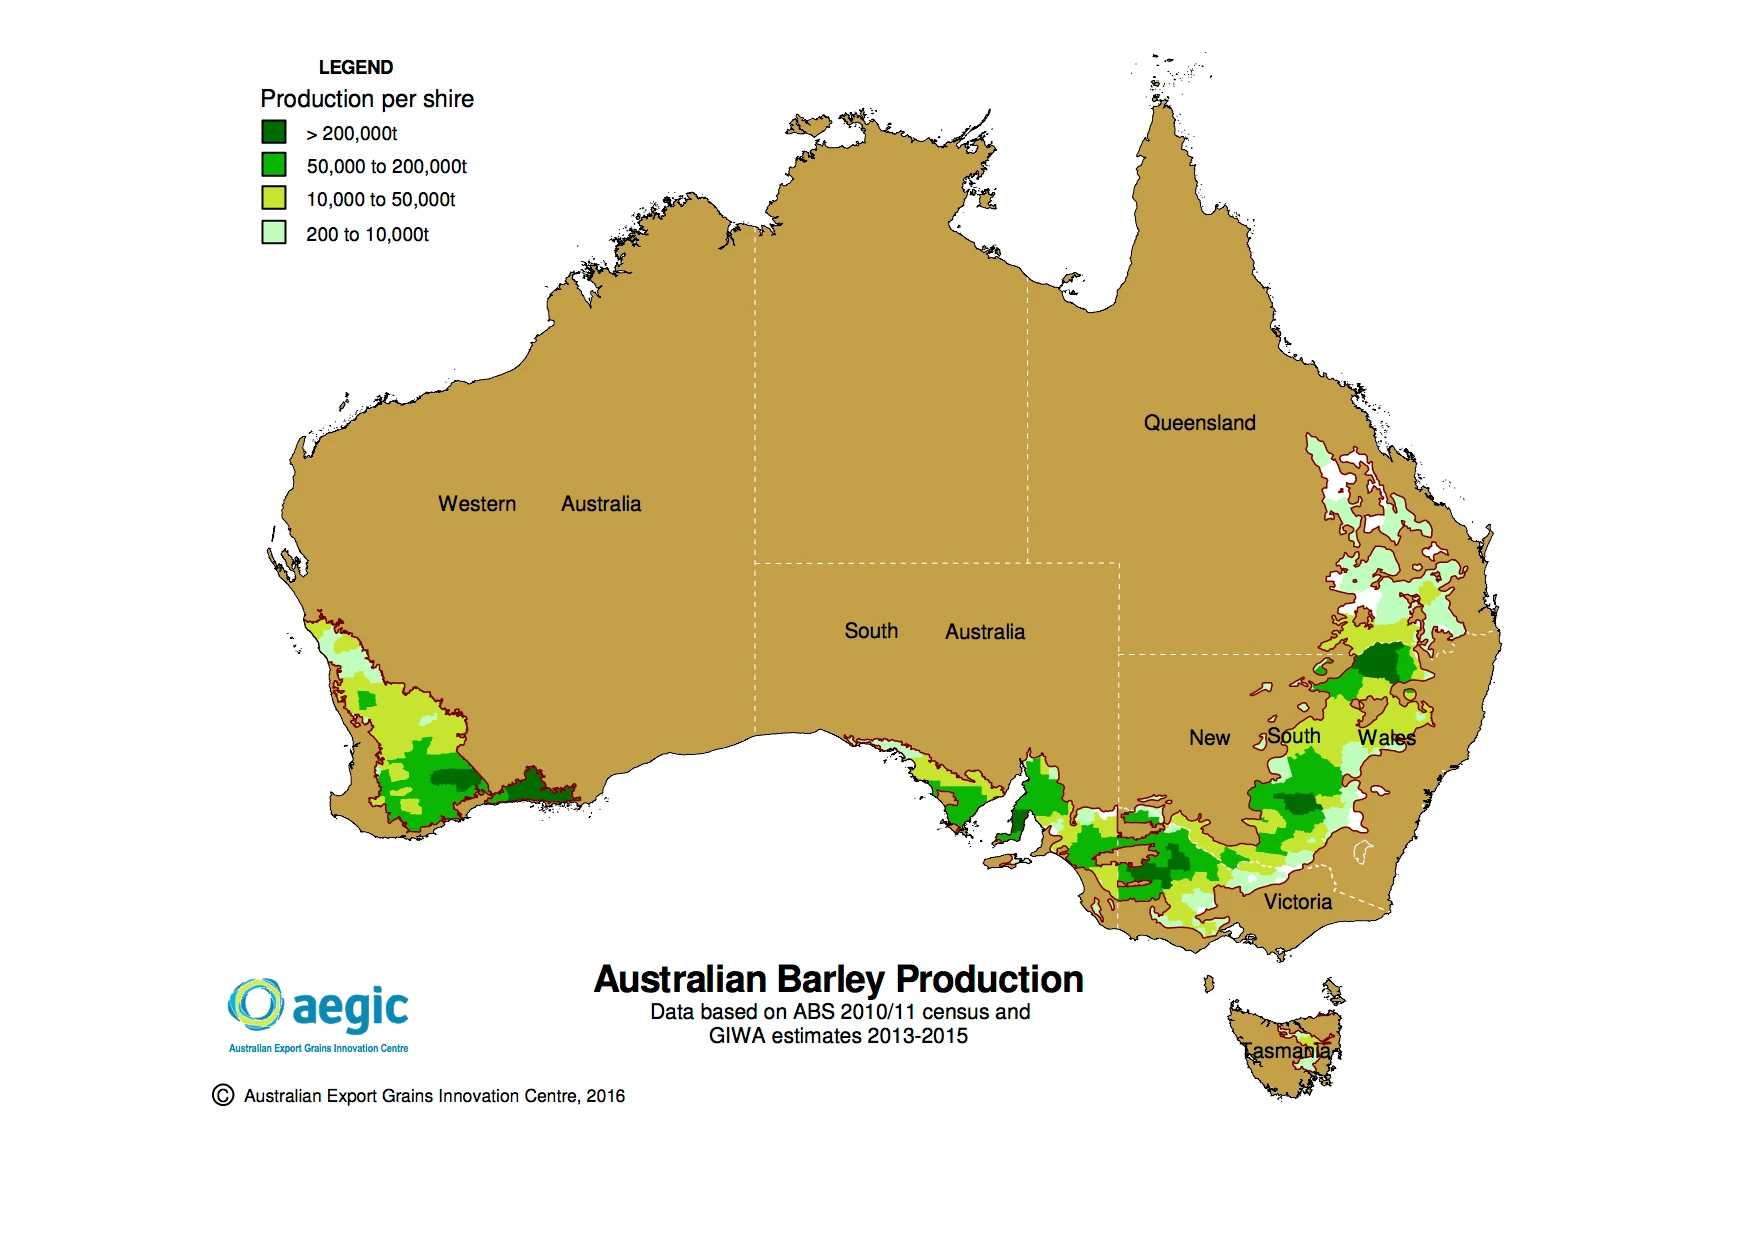 LEGEND
Production per shire
> 200,000t
50,000 to 200,000t
10,000 to 50,000t
200 to 10,000t
Queensland
Western Australia
South Australia
New South Wales
Victoria
Tasmania
Australian Barley Production
Data based on ABS 2010/11 census and
GIWA estimates 2013-2015
aegic
Australian Export Grains Innovation Centre
© Australian Export Grains Innovation Centre, 2016